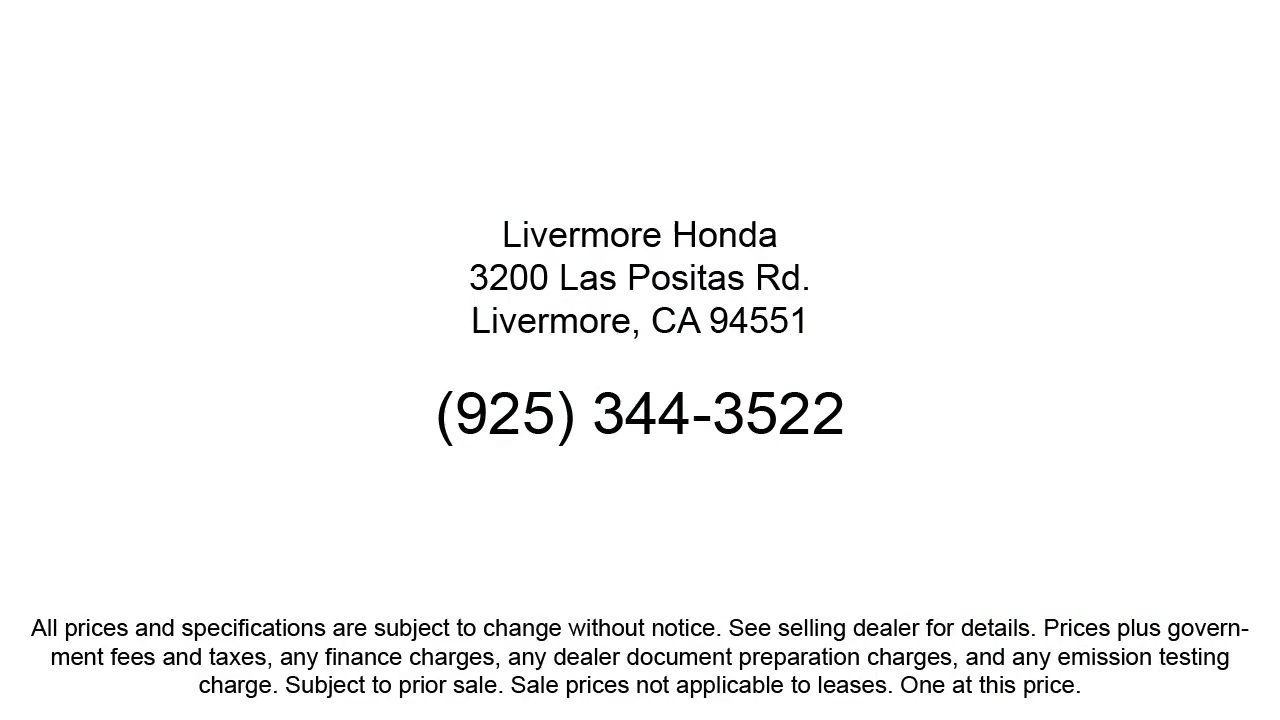 Livermore Honda
3200 Las Positas Rd.
Livermore, CA 94551
(925) 344-3522
All prices and specifications are subject to change without notice. See selling dealer for details. Prices plus govern-
ment fees and taxes, any finance charges, any dealer document preparation charges, and any emission testing
charge. Subject to prior sale. Sale prices not applicable to leases. One at this price.